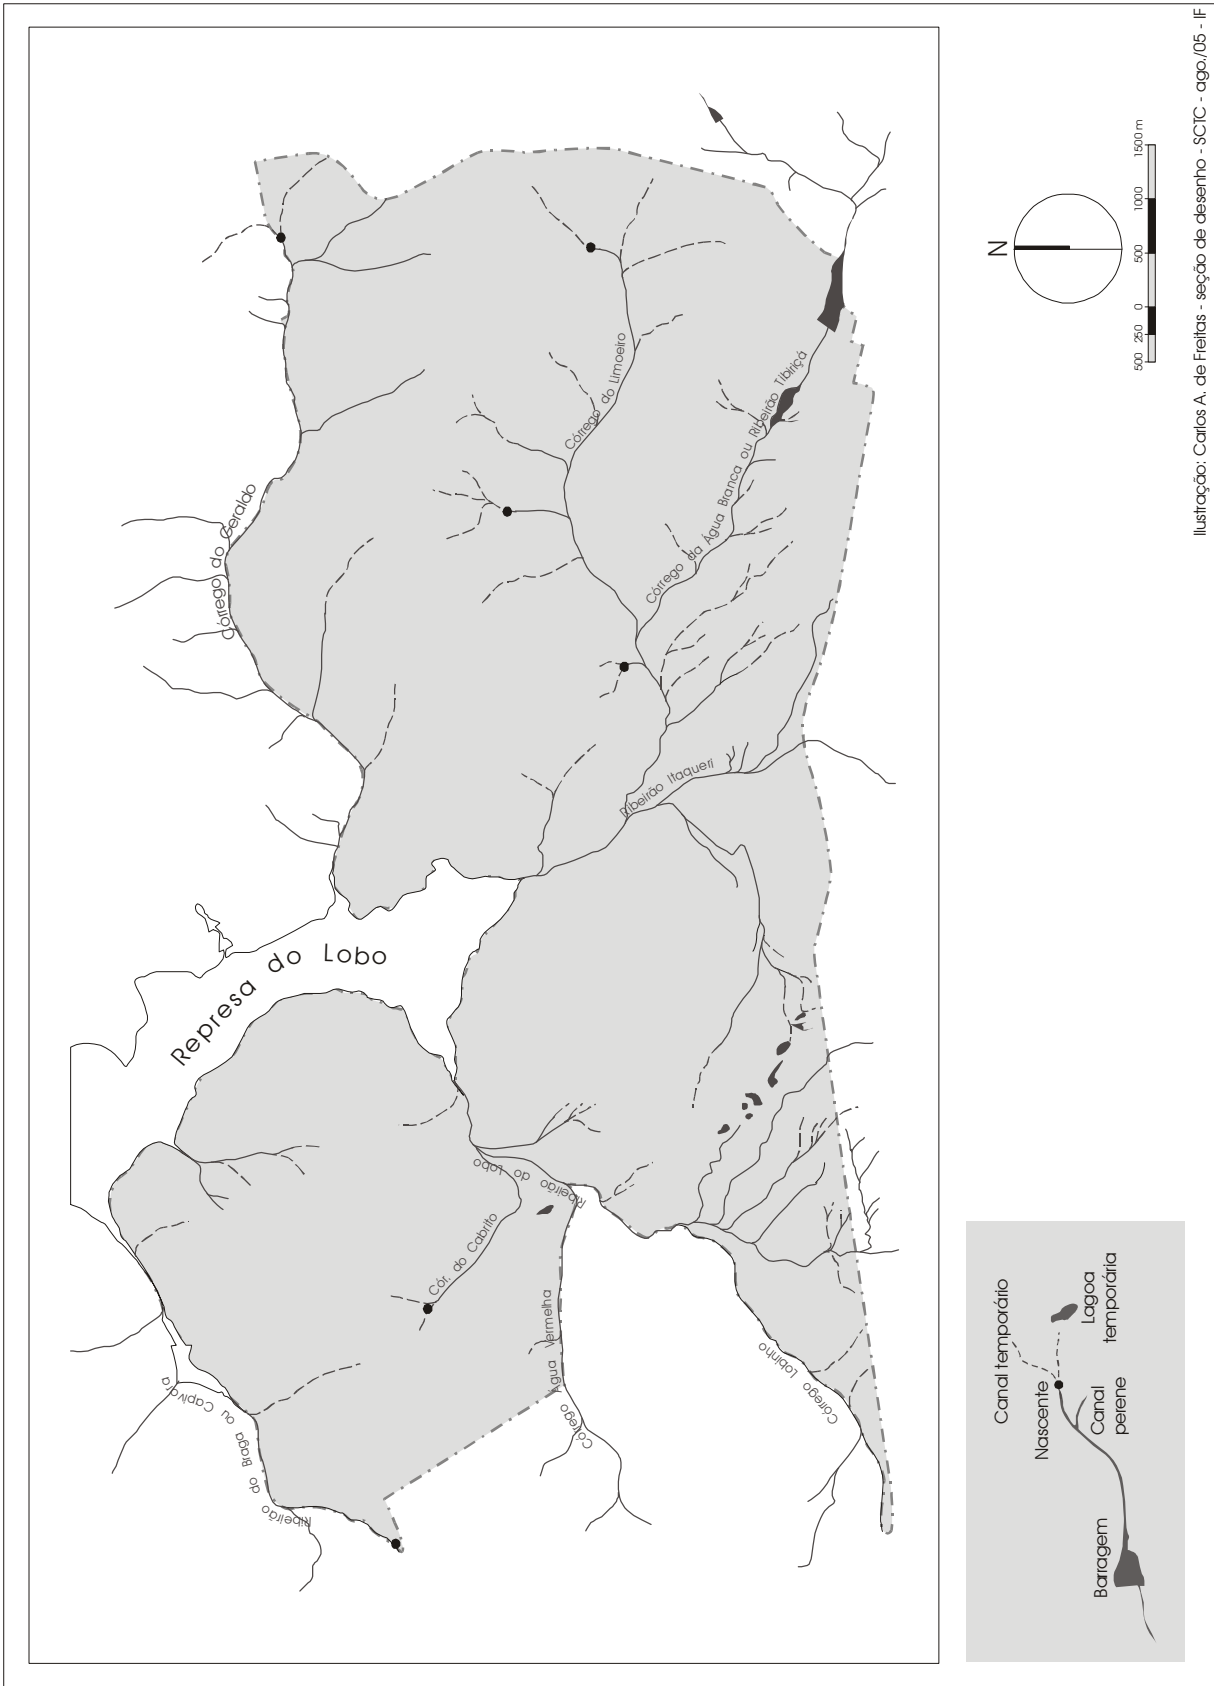 Córrego do Geraldo
Córrego do Limoeiro
Córrego da Água Branca ou Ribeirão Tibiriçá
Ribeirão Itaqueri
Represa do Lobo
Ribeirão do Lobo
Cór. do Cabrito
Córrego Água Vermelha
Córrego Lobinho
Ribeirão do Braga ou Capivara
N
500 250 0 500 1000 1500 m
Canal temporário
Nascente
Lagoa
temporária
Canal
perene
Barragem
Ilustração: Carlos A. de Freitas - seção de desenho - SCTC - ago./05 - IF